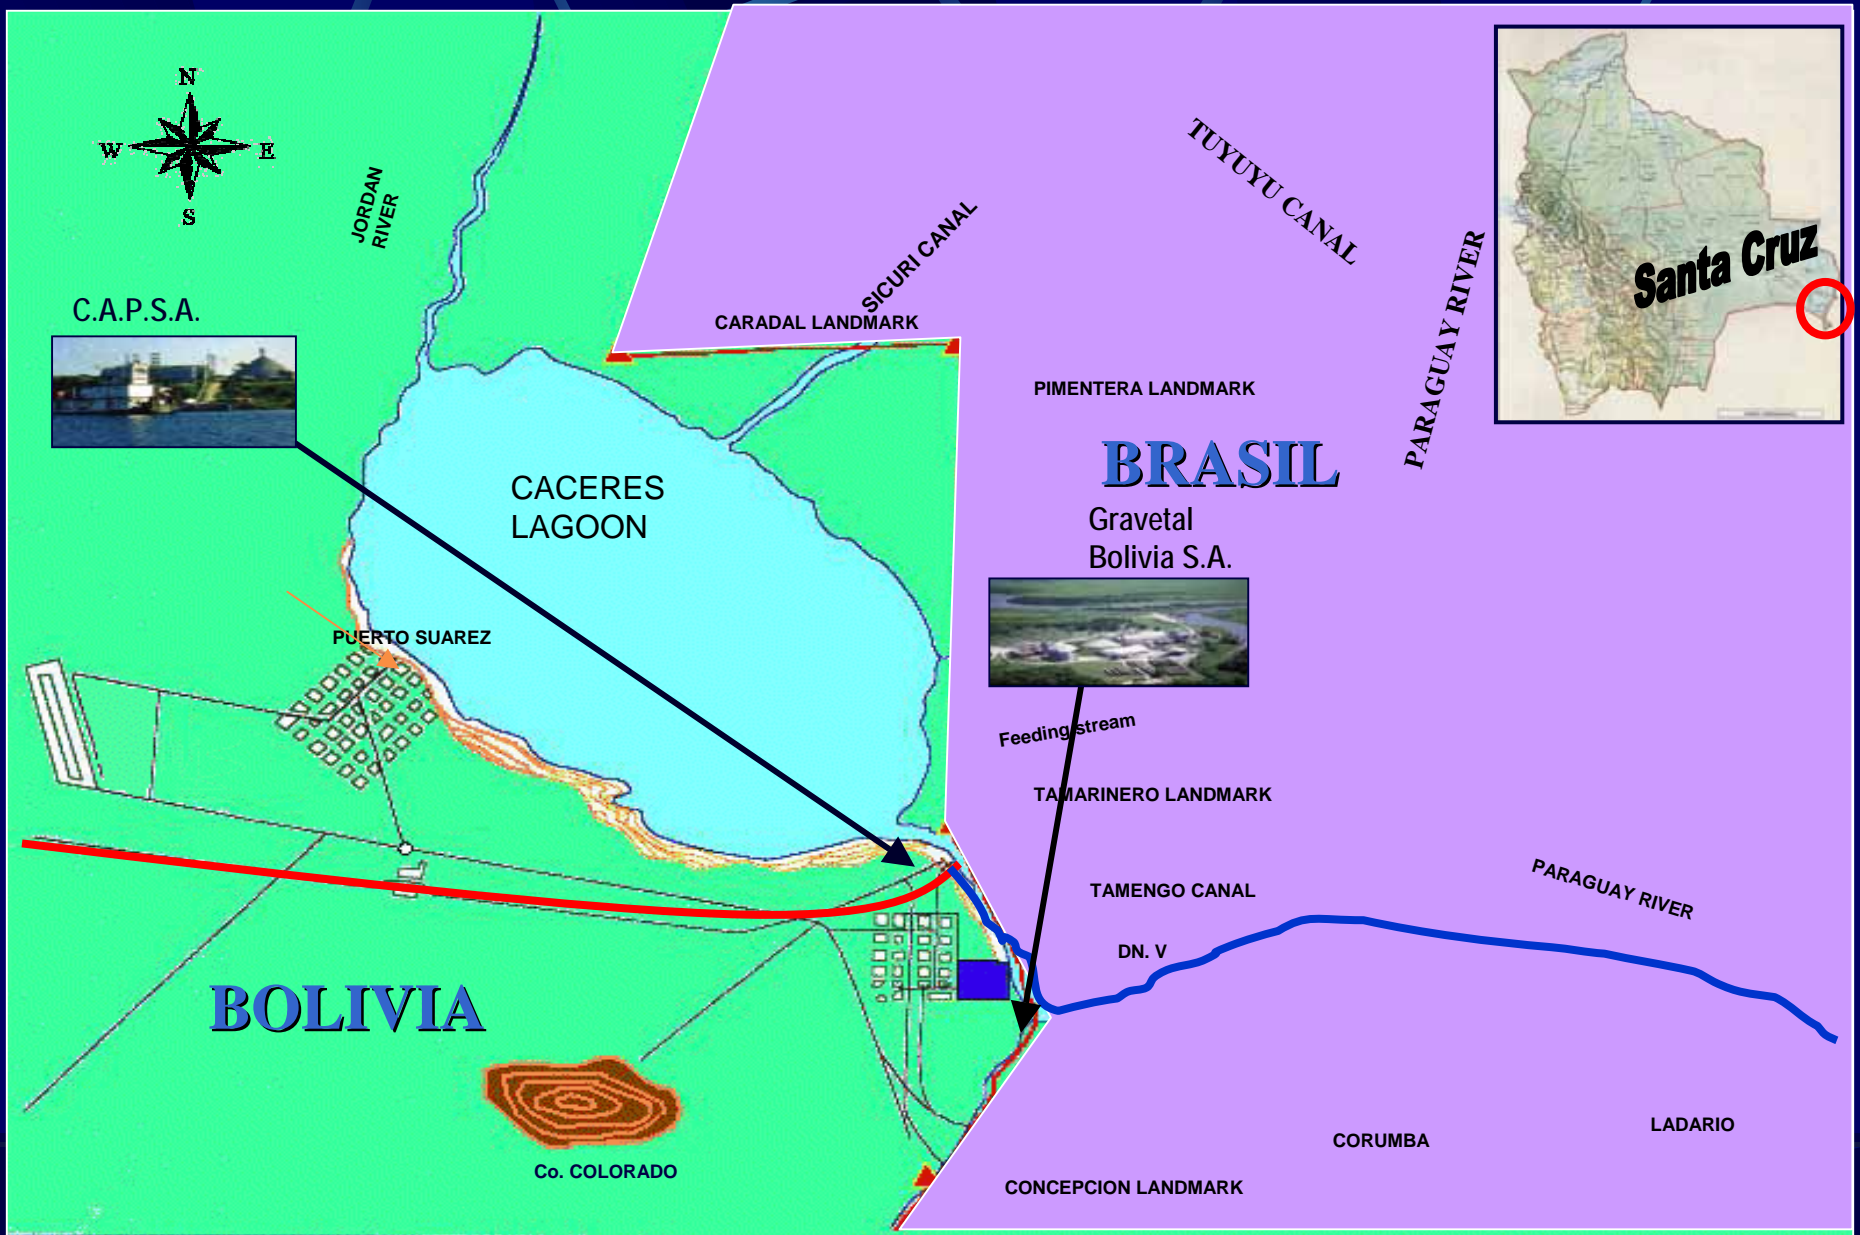 N
W
E
S
JORDAN
RIVER
C.A.P.S.A.
CACERES
LAGOON
PUERTO SUAREZ
BOLIVIA
Co. COLORADO
SICURI CANAL
CARADAL LANDMARK
TUYUYU CANAL
PARAGUAY RIVER
Santa Cruz
PIMENTERA LANDMARK
BRASIL
Gravetal
Bolivia S.A.
Feeding stream
TAMARINERO LANDMARK
TAMENGO CANAL
DN. V
PARAGUAY RIVER
CORUMBA
LADARIO
CONCEPCION LANDMARK